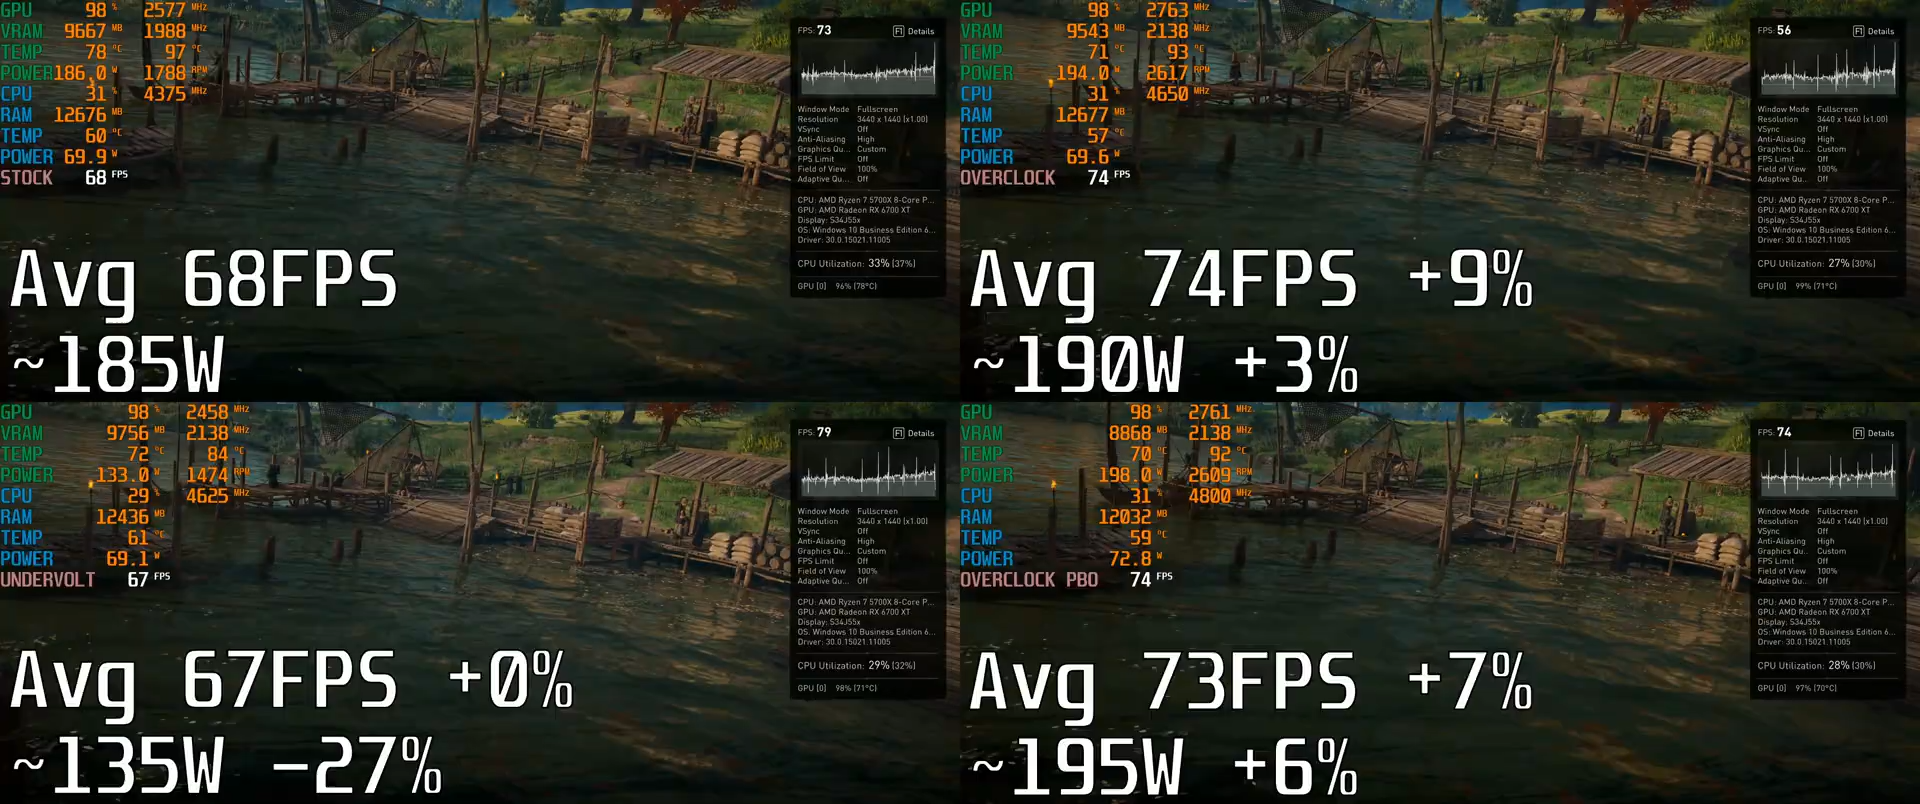 GPU 98 % 2577 MHz
VRAM 9667 MB 1988 MHz
TEMP 78 °C 97 °C
POWER 186.0 W 1788 RPM
CPU 31 % 4375 MHz
RAM 12676 MB
TEMP 60 °C
POWER 69.9 W
STOCK 68 FPS
FPS: 73 F1 Details
Window Mode Fullscreen
Resolution 3440 x 1440 (x1.00)
VSync Off
Anti-Aliasing High
Graphics Qu... Custom
FPS Limit Off
Field of View 100%
Adaptive Qu... Off
CPU: AMD Ryzen 7 5700X 8-Core P...
GPU: AMD Radeon RX 6700 XT
Display: S34J55x
OS: Windows 10 Business Edition 6...
Driver: 30.0.15021.11005
CPU Utilization: 33% (37%)
GPU [0] 96% (78°C)
Avg 68FPS
~185W
GPU 98 % 2763 MHz
VRAM 9543 MB 2138 MHz
TEMP 71 °C 93 °C
POWER 194.0 W 2617 RPM
CPU 31 % 4650 MHz
RAM 12677 MB
TEMP 57 °C
POWER 69.6 W
OVERCLOCK 74 FPS
FPS: 56 F1 Details
Window Mode Fullscreen
Resolution 3440 x 1440 (x1.00)
VSync Off
Anti-Aliasing High
Graphics Qu... Custom
FPS Limit Off
Field of View 100%
Adaptive Qu... Off
CPU: AMD Ryzen 7 5700X 8-Core P...
GPU: AMD Radeon RX 6700 XT
Display: S34J55x
OS: Windows 10 Business Edition 6...
Driver: 30.0.15021.11005
CPU Utilization: 27% (30%)
GPU [0] 99% (71°C)
Avg 74FPS +9%
~190W +3%
GPU 98 % 2458 MHz
VRAM 9756 MB 2138 MHz
TEMP 72 °C 84 °C
POWER 133.0 W 1474 RPM
CPU 29 % 4625 MHz
RAM 12436 MB
TEMP 61 °C
POWER 69.1 W
UNDERVOLT 67 FPS
FPS: 79 F1 Details
Window Mode Fullscreen
Resolution 3440 x 1440 (x1.00)
VSync Off
Anti-Aliasing High
Graphics Qu... Custom
FPS Limit Off
Field of View 100%
Adaptive Qu... Off
CPU: AMD Ryzen 7 5700X 8-Core P...
GPU: AMD Radeon RX 6700 XT
Display: S34J55x
OS: Windows 10 Business Edition 6...
Driver: 30.0.15021.11005
CPU Utilization: 29% (32%)
GPU [0] 98% (71°C)
Avg 67FPS +0%
~135W -27%
GPU 98 % 2761 MHz
VRAM 8868 MB 2138 MHz
TEMP 70 °C 92 °C
POWER 198.0 W 2609 RPM
CPU 31 % 4800 MHz
RAM 12032 MB
TEMP 59 °C
POWER 72.8 W
OVERCLOCK PBO 74 FPS
FPS: 74 F1 Details
Window Mode Fullscreen
Resolution 3440 x 1440 (x1.00)
VSync Off
Anti-Aliasing High
Graphics Qu... Custom
FPS Limit Off
Field of View 100%
Adaptive Qu... Off
CPU: AMD Ryzen 7 5700X 8-Core P...
GPU: AMD Radeon RX 6700 XT
Display: S34J55x
OS: Windows 10 Business Edition 6...
Driver: 30.0.15021.11005
CPU Utilization: 28% (30%)
GPU [0] 97% (70°C)
Avg 73FPS +7%
~195W +6%